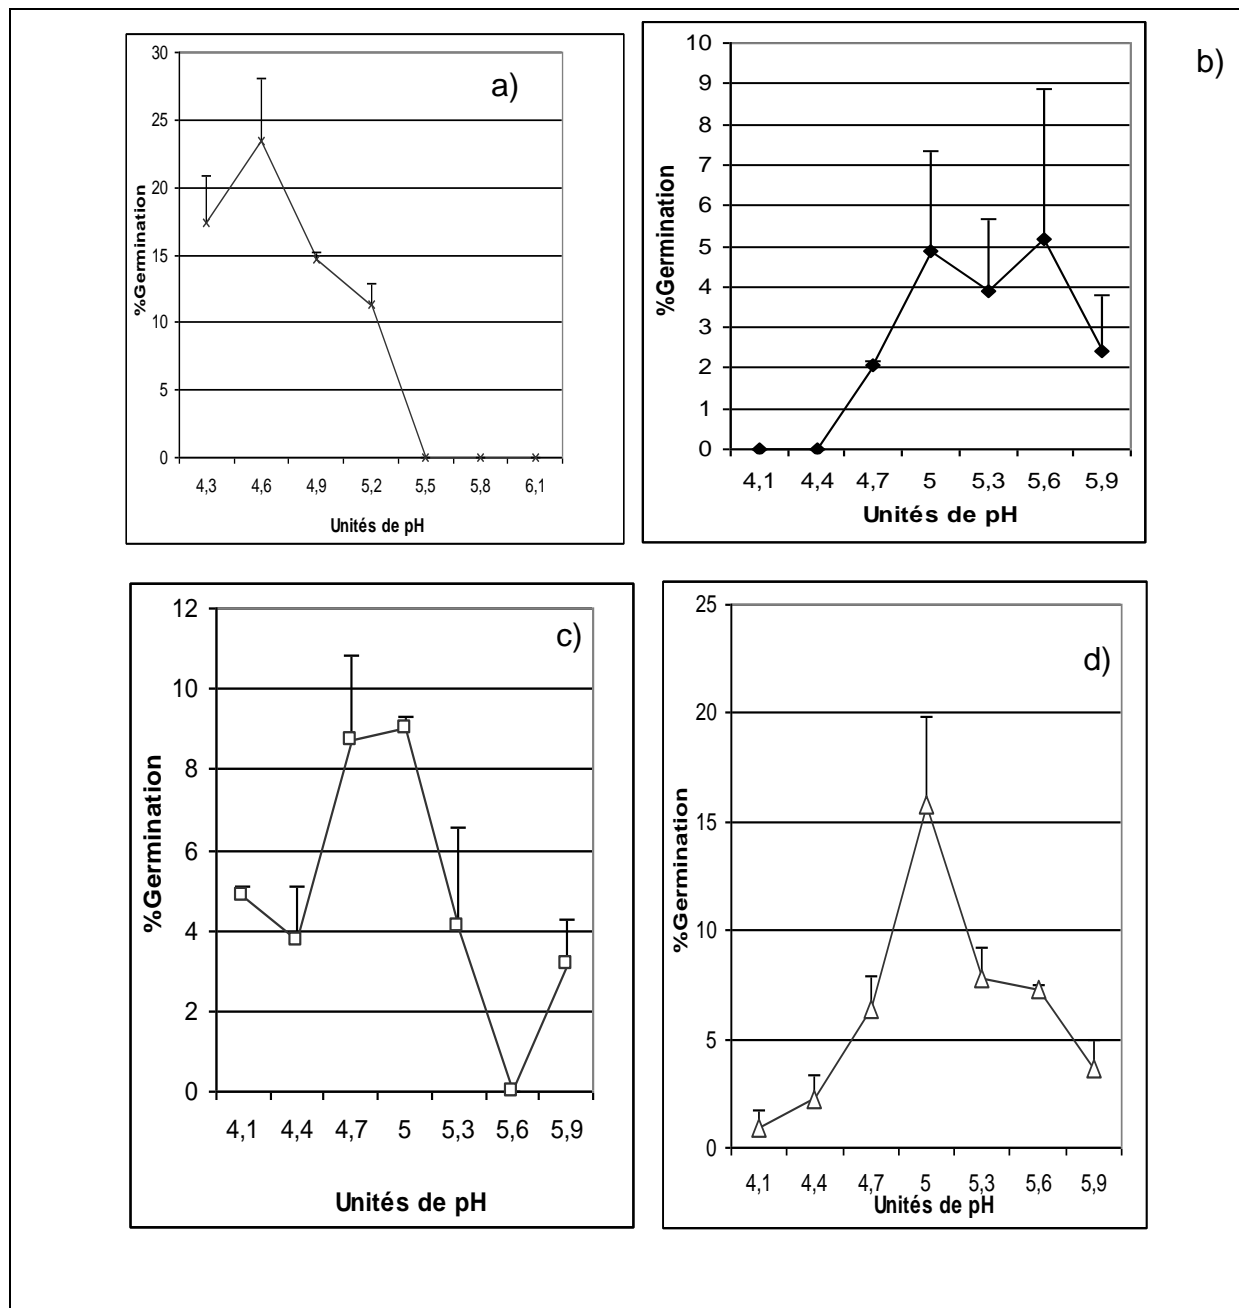 a)
30
25
20
15
10
5
0
%Germination
4,3 4,6 4,9 5,2 5,5 5,8 6,1
Unités de pH
b)
10
9
8
7
6
5
4
3
2
1
0
%Germination
4,1 4,4 4,7 5 5,3 5,6 5,9
Unités de pH
c)
12
10
8
6
4
2
0
%Germination
4,1 4,4 4,7 5 5,3 5,6 5,9
Unités de pH
d)
25
20
15
10
5
0
%Germination
4,1 4,4 4,7 5 5,3 5,6 5,9
Unités de pH